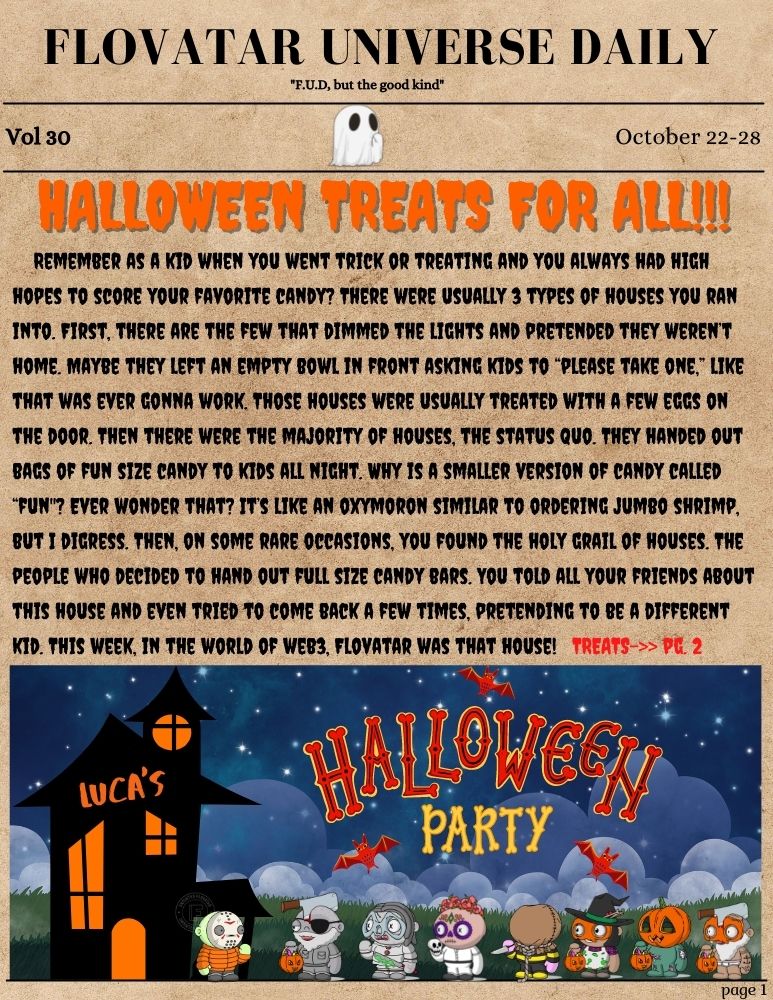 FLOVATAR UNIVERSE DAILY
"F.U.D, but the good kind"
Vol 30
October 22-28
HALLOWEEN TREATS FOR ALL!!!
REMEMBER AS A KID WHEN YOU WENT TRICK OR TREATING AND YOU ALWAYS HAD HIGH
HOPES TO SCORE YOUR FAVORITE CANDY? THERE WERE USUALLY 3 TYPES OF HOUSES YOU RAN
INTO. FIRST, THERE ARE THE FEW THAT DIMMED THE LIGHTS AND PRETENDED THEY WEREN'T
HOME. MAYBE THEY LEFT AN EMPTY BOWL IN FRONT ASKING KIDS TO "PLEASE TAKE ONE," LIKE
THAT WAS EVER GONNA WORK. THOSE HOUSES WERE USUALLY TREATED WITH A FEW EGGS ON
THE DOOR. THEN THERE WERE THE MAJORITY OF HOUSES, THE STATUS QUO. THEY HANDED OUT
BAGS OF FUN SIZE CANDY TO KIDS ALL NIGHT. WHY IS A SMALLER VERSION OF CANDY CALLED
"FUN"? EVER WONDER THAT? IT'S LIKE AN OXYMORON SIMILAR TO ORDERING JUMBO SHRIMP,
BUT I DIGRESS. THEN, ON SOME RARE OCCASIONS, YOU FOUND THE HOLY GRAIL OF HOUSES. THE
PEOPLE WHO DECIDED TO HAND OUT FULL SIZE CANDY BARS. YOU TOLD ALL YOUR FRIENDS ABOUT
THIS HOUSE AND EVEN TRIED TO COME BACK A FEW TIMES, PRETENDING TO BE A DIFFERENT
KID. THIS WEEK, IN THE WORLD OF WEB3, FLOVATAR WAS THAT HOUSE! TREATS->> PG. 2
LUCA'S
HALLOWEEN
PARTY
page 1